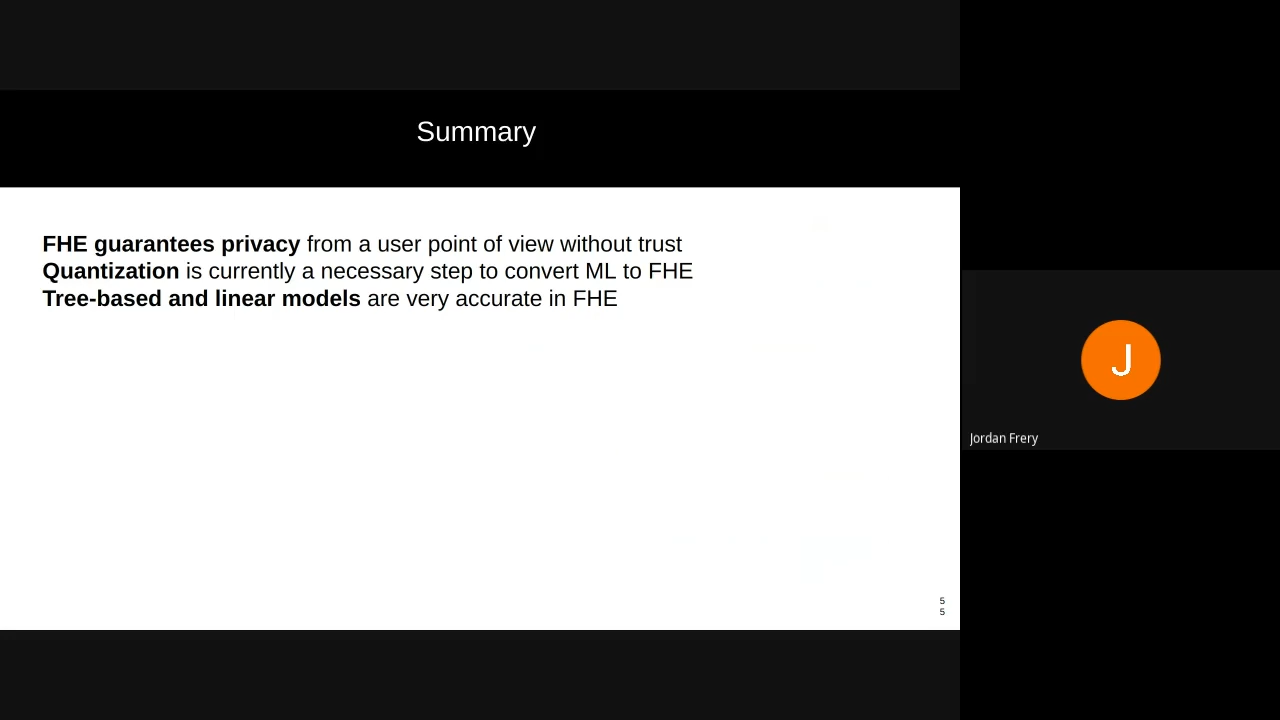 Summary
FHE guarantees privacy from a user point of view without trust
Quantization is currently a necessary step to convert ML to FHE
Tree-based and linear models are very accurate in FHE
5
5
J
Jordan Frery